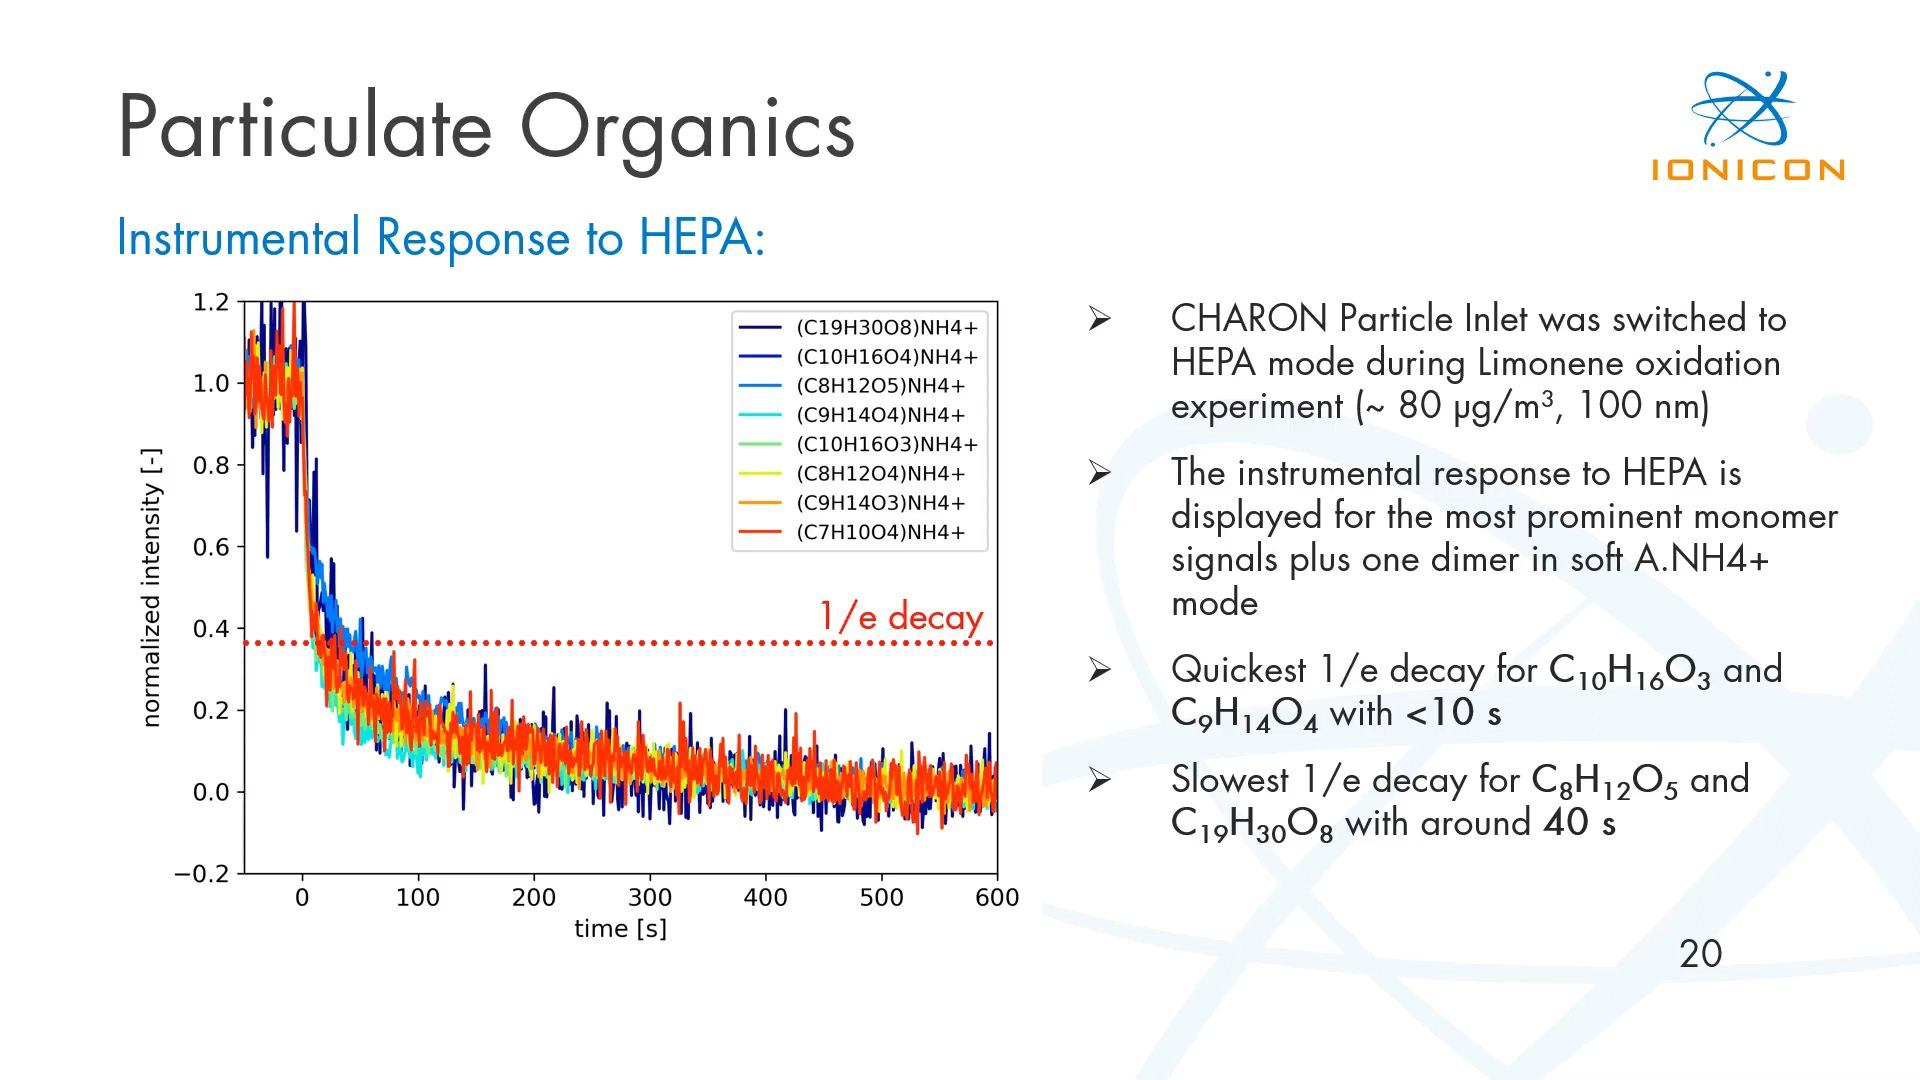 Particulate Organics
IONICON
Instrumental Response to HEPA:
1.2
1.0
0.8
0.6
0.4
0.2
0.0
−0.2
normalized intensity [-]
0 100 200 300 400 500 600
time [s]
(C19H30O8)NH4+
(C10H16O4)NH4+
(C8H12O5)NH4+
(C9H14O4)NH4+
(C10H16O3)NH4+
(C8H12O4)NH4+
(C9H14O3)NH4+
(C7H10O4)NH4+
1/e decay
➢ CHARON Particle Inlet was switched to
HEPA mode during Limonene oxidation
experiment (~ 80 µg/m³, 100 nm)
➢ The instrumental response to HEPA is
displayed for the most prominent monomer
signals plus one dimer in soft A.NH4+
mode
➢ Quickest 1/e decay for C₁₀H₁₆O₃ and
C₉H₁₄O₄ with <10 s
➢ Slowest 1/e decay for C₈H₁₂O₅ and
C₁₉H₃₀O₈ with around 40 s
20